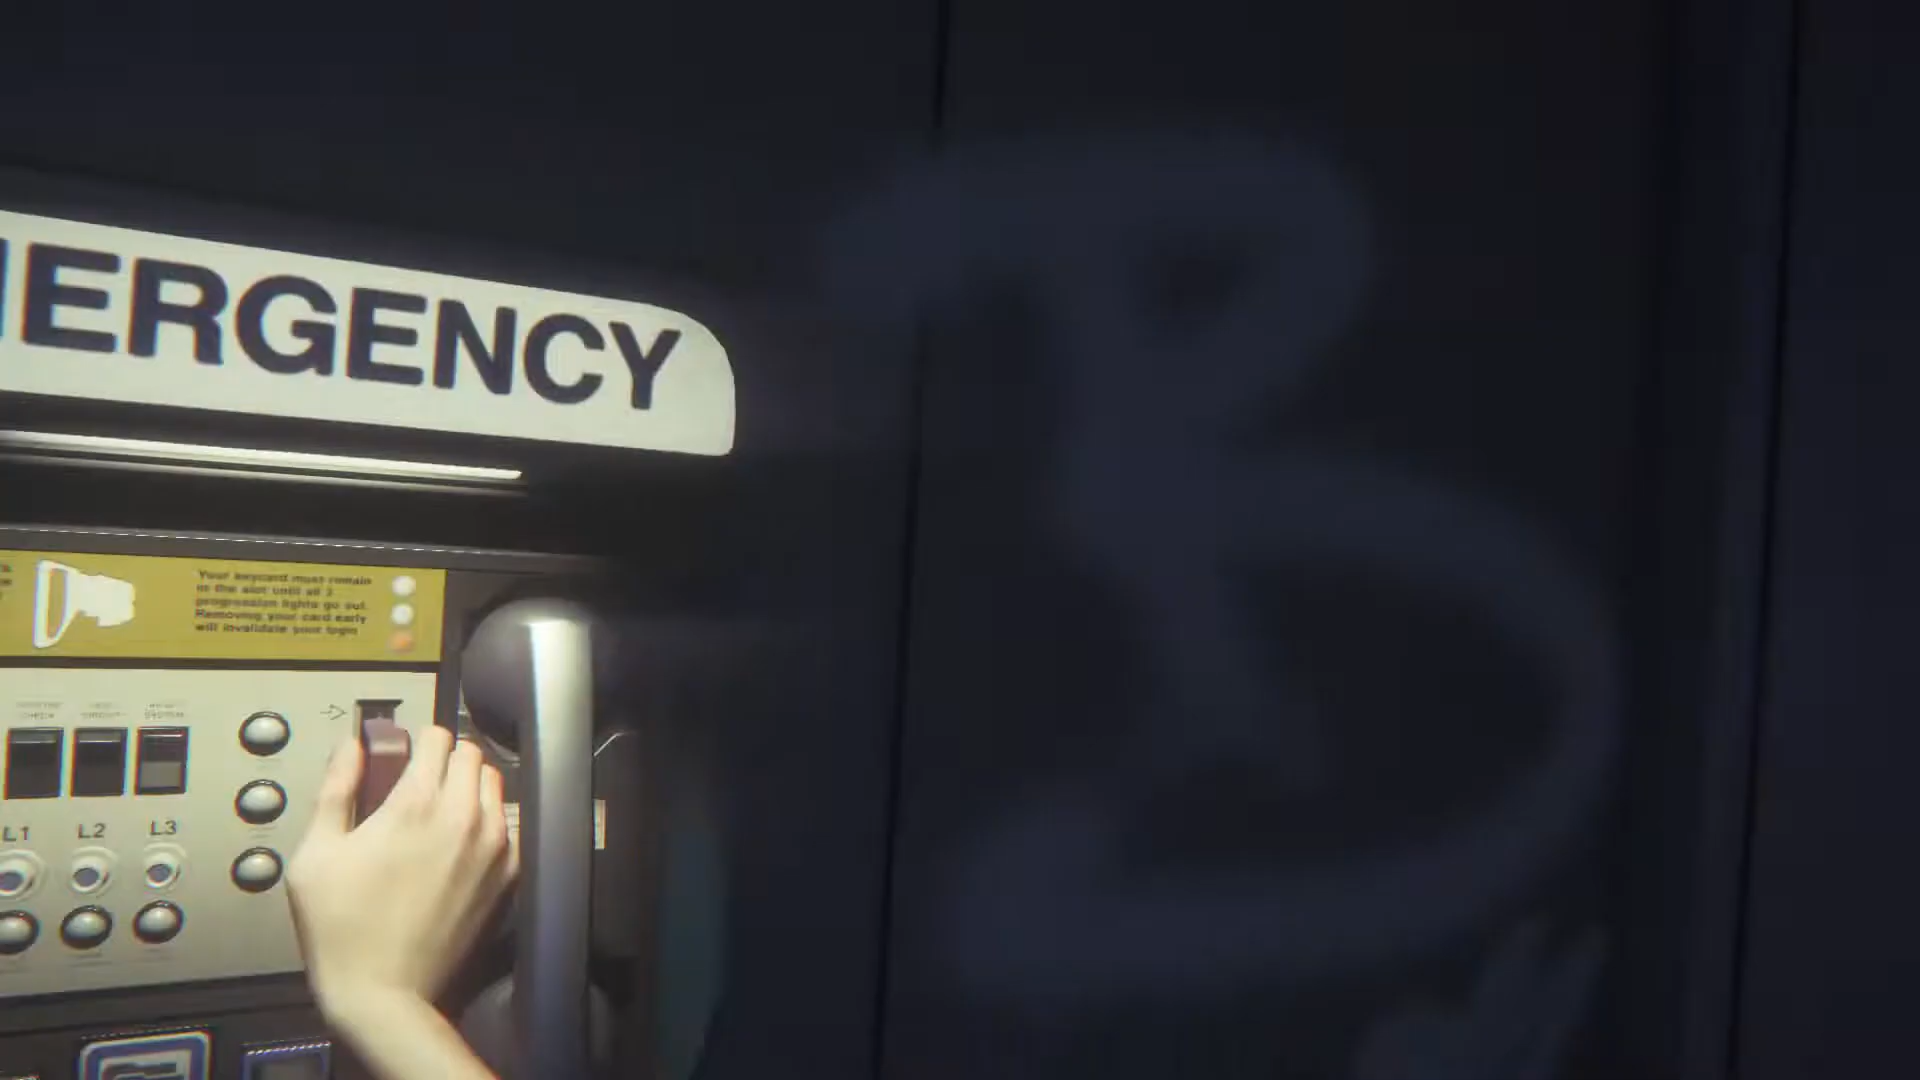 MERGENCY
Your keycard must remain
in the slot until all 3
progression lights go out.
Removing your card early
will invalidate your login
L1 L2 L3